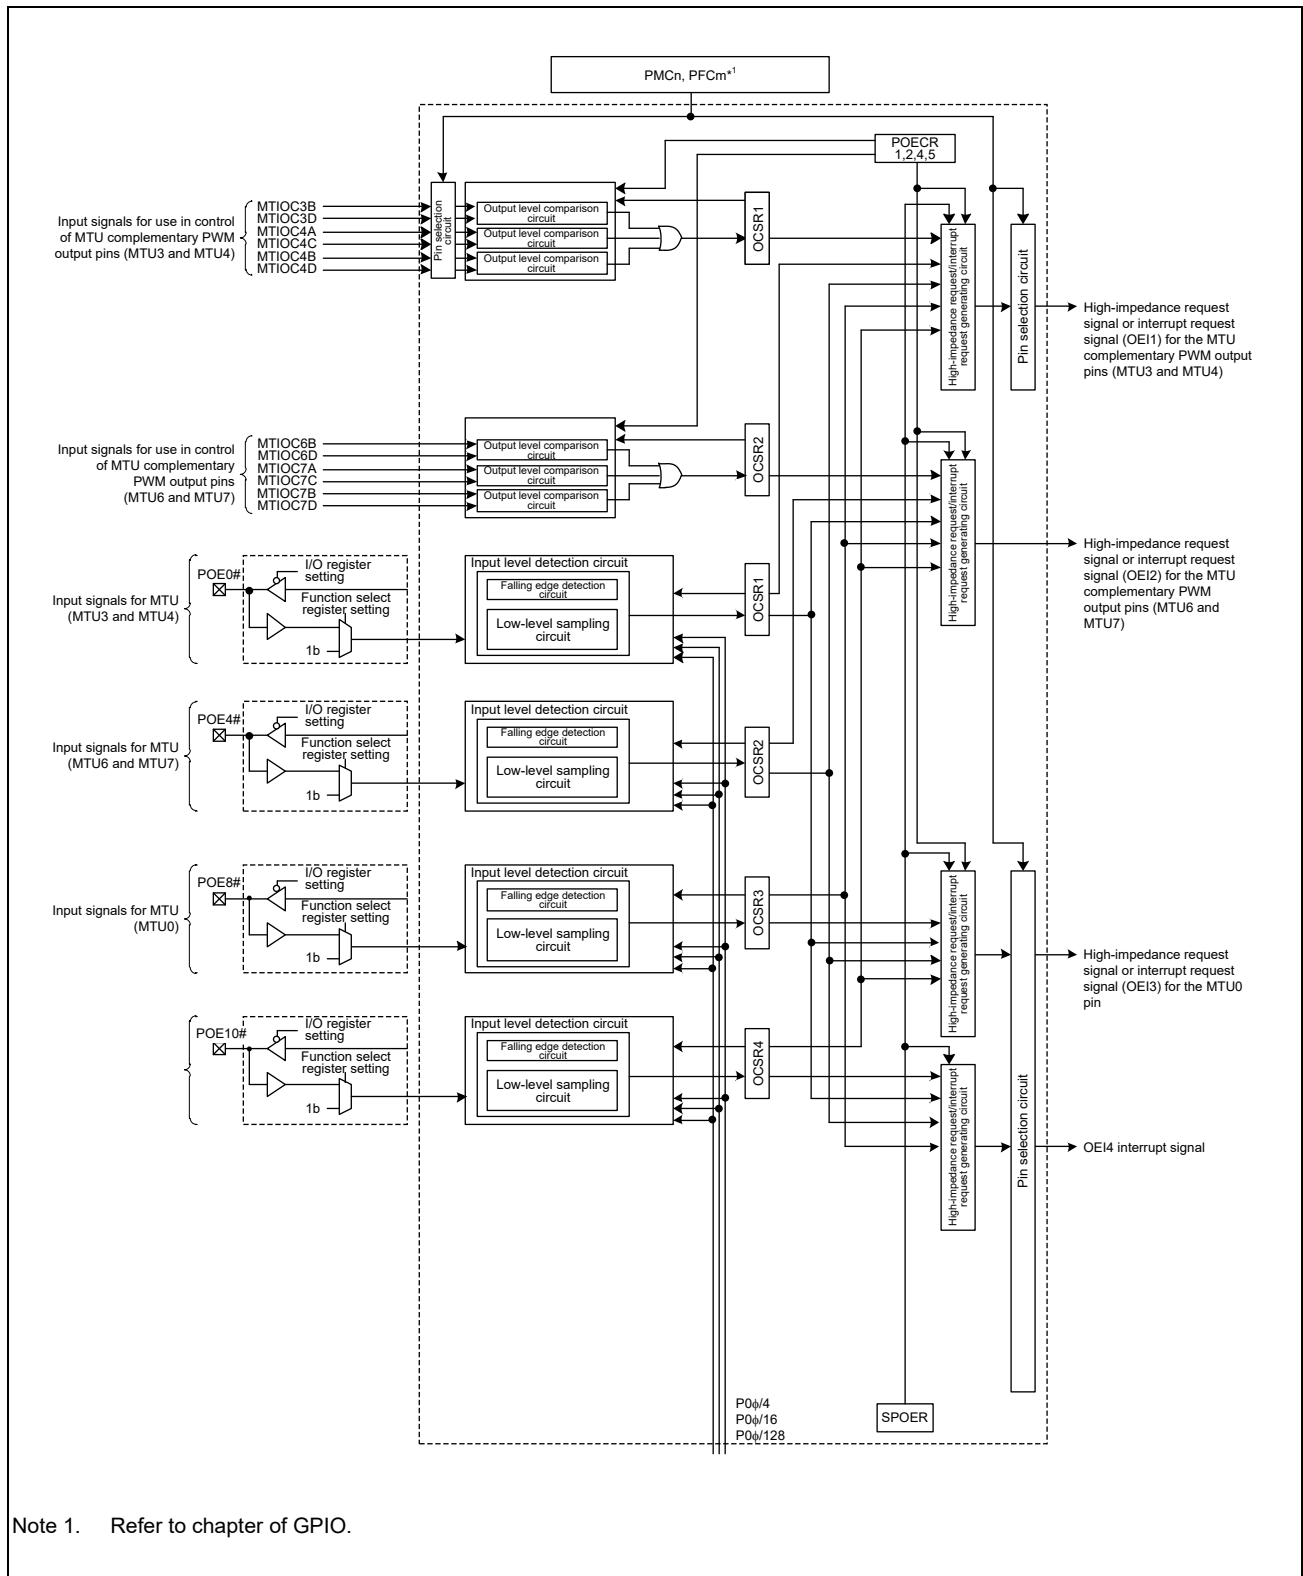 PMCn, PFCm*1
POECR
1,2,4,5
Input signals for use in control
of MTU complementary PWM
output pins (MTU3 and MTU4)
MTIOC3B
MTIOC3D
MTIOC4A
MTIOC4C
MTIOC4B
MTIOC4D
Pin selection
circuit
Output level comparison
circuit
Output level comparison
circuit
Output level comparison
circuit
OCSR1
High-impedance request/interrupt
request generating circuit
Pin selection circuit
High-impedance request
signal or interrupt request
signal (OEI1) for the MTU
complementary PWM output
pins (MTU3 and MTU4)
Input signals for use in control
of MTU complementary
PWM output pins
(MTU6 and MTU7)
MTIOC6B
MTIOC6D
MTIOC7A
MTIOC7C
MTIOC7B
MTIOC7D
Output level comparison
circuit
Output level comparison
circuit
Output level comparison
circuit
OCSR2
High-impedance request/interrupt
request generating circuit
High-impedance request
signal or interrupt request
signal (OEI2) for the MTU
complementary PWM
output pins (MTU6 and
MTU7)
Input signals for MTU
(MTU3 and MTU4)
POE0#
I/O register
setting
Function select
register setting
1b
Input level detection circuit
Falling edge detection
circuit
Low-level sampling
circuit
OCSR1
Input signals for MTU
(MTU6 and MTU7)
POE4#
I/O register
setting
Function select
register setting
1b
Input level detection circuit
Falling edge detection
circuit
Low-level sampling
circuit
OCSR2
Input signals for MTU
(MTU0)
POE8#
I/O register
setting
Function select
register setting
1b
Input level detection circuit
Falling edge detection
circuit
Low-level sampling
circuit
OCSR3
High-impedance request/interrupt
request generating circuit
High-impedance request
signal or interrupt request
signal (OEI3) for the MTU0
pin
POE10#
I/O register
setting
Function select
register setting
1b
Input level detection circuit
Falling edge detection
circuit
Low-level sampling
circuit
OCSR4
High-impedance request/interrupt
request generating circuit
Pin selection circuit
OEI4 interrupt signal
P0ϕ/4
P0ϕ/16
P0ϕ/128
SPOER
Note 1. Refer to chapter of GPIO.